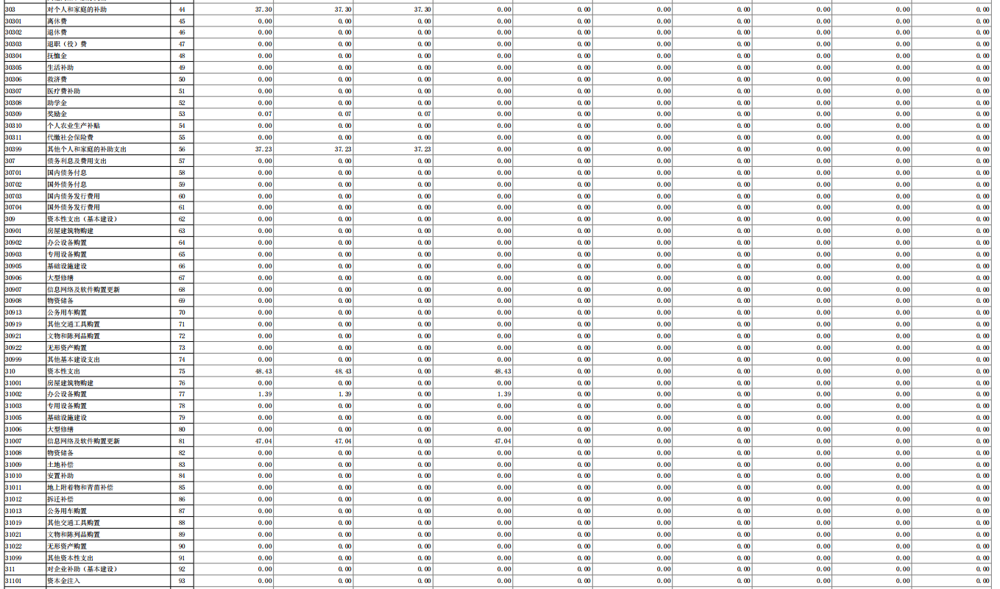 303 对个人和家庭的补助 44 37.30 37.30 37.30 0.00 0.00 0.00 0.00 0.00 0.00 0.00
30301 离休费 45 0.00 0.00 0.00 0.00 0.00 0.00 0.00 0.00 0.00 0.00
30302 退休费 46 0.00 0.00 0.00 0.00 0.00 0.00 0.00 0.00 0.00 0.00
30303 退职（役）费 47 0.00 0.00 0.00 0.00 0.00 0.00 0.00 0.00 0.00 0.00
30304 抚恤金 48 0.00 0.00 0.00 0.00 0.00 0.00 0.00 0.00 0.00 0.00
30305 生活补助 49 0.00 0.00 0.00 0.00 0.00 0.00 0.00 0.00 0.00 0.00
30306 救济费 50 0.00 0.00 0.00 0.00 0.00 0.00 0.00 0.00 0.00 0.00
30307 医疗费补助 51 0.00 0.00 0.00 0.00 0.00 0.00 0.00 0.00 0.00 0.00
30308 助学金 52 0.00 0.00 0.00 0.00 0.00 0.00 0.00 0.00 0.00 0.00
30309 奖励金 53 0.07 0.07 0.07 0.00 0.00 0.00 0.00 0.00 0.00 0.00
30310 个人农业生产补贴 54 0.00 0.00 0.00 0.00 0.00 0.00 0.00 0.00 0.00 0.00
30311 代缴社会保险费 55 0.00 0.00 0.00 0.00 0.00 0.00 0.00 0.00 0.00 0.00
30399 其他个人和家庭的补助支出 56 37.23 37.23 37.23 0.00 0.00 0.00 0.00 0.00 0.00 0.00
307 债务利息及费用支出 57 0.00 0.00 0.00 0.00 0.00 0.00 0.00 0.00 0.00 0.00
30701 国内债务付息 58 0.00 0.00 0.00 0.00 0.00 0.00 0.00 0.00 0.00 0.00
30702 国外债务付息 59 0.00 0.00 0.00 0.00 0.00 0.00 0.00 0.00 0.00 0.00
30703 国内债务发行费用 60 0.00 0.00 0.00 0.00 0.00 0.00 0.00 0.00 0.00 0.00
30704 国外债务发行费用 61 0.00 0.00 0.00 0.00 0.00 0.00 0.00 0.00 0.00 0.00
309 资本性支出（基本建设） 62 0.00 0.00 0.00 0.00 0.00 0.00 0.00 0.00 0.00 0.00
30901 房屋建筑物购建 63 0.00 0.00 0.00 0.00 0.00 0.00 0.00 0.00 0.00 0.00
30902 办公设备购置 64 0.00 0.00 0.00 0.00 0.00 0.00 0.00 0.00 0.00 0.00
30903 专用设备购置 65 0.00 0.00 0.00 0.00 0.00 0.00 0.00 0.00 0.00 0.00
30905 基础设施建设 66 0.00 0.00 0.00 0.00 0.00 0.00 0.00 0.00 0.00 0.00
30906 大型修缮 67 0.00 0.00 0.00 0.00 0.00 0.00 0.00 0.00 0.00 0.00
30907 信息网络及软件购置更新 68 0.00 0.00 0.00 0.00 0.00 0.00 0.00 0.00 0.00 0.00
30908 物资储备 69 0.00 0.00 0.00 0.00 0.00 0.00 0.00 0.00 0.00 0.00
30913 公务用车购置 70 0.00 0.00 0.00 0.00 0.00 0.00 0.00 0.00 0.00 0.00
30919 其他交通工具购置 71 0.00 0.00 0.00 0.00 0.00 0.00 0.00 0.00 0.00 0.00
30921 文物和陈列品购置 72 0.00 0.00 0.00 0.00 0.00 0.00 0.00 0.00 0.00 0.00
30922 无形资产购置 73 0.00 0.00 0.00 0.00 0.00 0.00 0.00 0.00 0.00 0.00
30999 其他基本建设支出 74 0.00 0.00 0.00 0.00 0.00 0.00 0.00 0.00 0.00 0.00
310 资本性支出 75 48.43 48.43 0.00 48.43 0.00 0.00 0.00 0.00 0.00 0.00
31001 房屋建筑物购建 76 0.00 0.00 0.00 0.00 0.00 0.00 0.00 0.00 0.00 0.00
31002 办公设备购置 77 1.39 1.39 0.00 1.39 0.00 0.00 0.00 0.00 0.00 0.00
31003 专用设备购置 78 0.00 0.00 0.00 0.00 0.00 0.00 0.00 0.00 0.00 0.00
31005 基础设施建设 79 0.00 0.00 0.00 0.00 0.00 0.00 0.00 0.00 0.00 0.00
31006 大型修缮 80 0.00 0.00 0.00 0.00 0.00 0.00 0.00 0.00 0.00 0.00
31007 信息网络及软件购置更新 81 47.04 47.04 0.00 47.04 0.00 0.00 0.00 0.00 0.00 0.00
31008 物资储备 82 0.00 0.00 0.00 0.00 0.00 0.00 0.00 0.00 0.00 0.00
31009 土地补偿 83 0.00 0.00 0.00 0.00 0.00 0.00 0.00 0.00 0.00 0.00
31010 安置补助 84 0.00 0.00 0.00 0.00 0.00 0.00 0.00 0.00 0.00 0.00
31011 地上附着物和青苗补偿 85 0.00 0.00 0.00 0.00 0.00 0.00 0.00 0.00 0.00 0.00
31012 拆迁补偿 86 0.00 0.00 0.00 0.00 0.00 0.00 0.00 0.00 0.00 0.00
31013 公务用车购置 87 0.00 0.00 0.00 0.00 0.00 0.00 0.00 0.00 0.00 0.00
31019 其他交通工具购置 88 0.00 0.00 0.00 0.00 0.00 0.00 0.00 0.00 0.00 0.00
31021 文物和陈列品购置 89 0.00 0.00 0.00 0.00 0.00 0.00 0.00 0.00 0.00 0.00
31022 无形资产购置 90 0.00 0.00 0.00 0.00 0.00 0.00 0.00 0.00 0.00 0.00
31099 其他资本性支出 91 0.00 0.00 0.00 0.00 0.00 0.00 0.00 0.00 0.00 0.00
311 对企业补助（基本建设） 92 0.00 0.00 0.00 0.00 0.00 0.00 0.00 0.00 0.00 0.00
31101 资本金注入 93 0.00 0.00 0.00 0.00 0.00 0.00 0.00 0.00 0.00 0.00